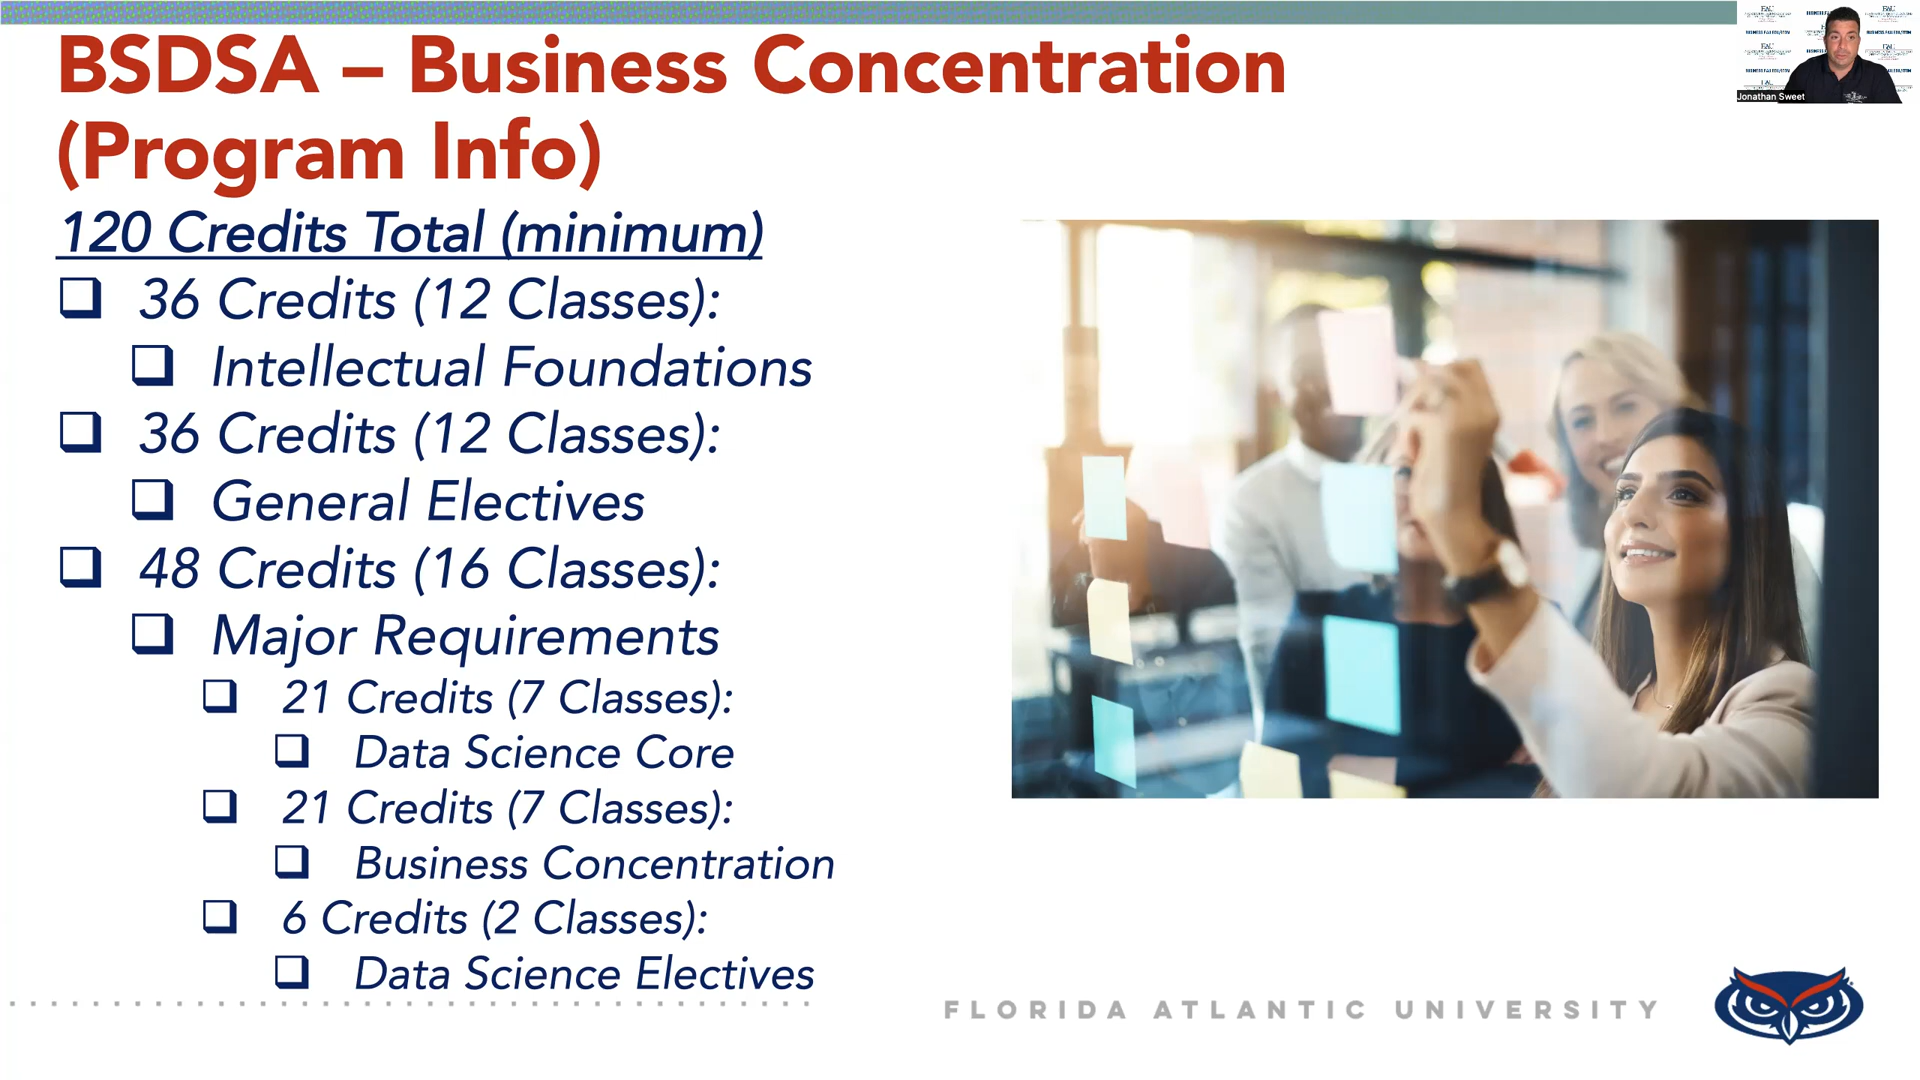 BSDSA – Business Concentration
(Program Info)
120 Credits Total (minimum)
36 Credits (12 Classes):
Intellectual Foundations
36 Credits (12 Classes):
General Electives
48 Credits (16 Classes):
Major Requirements
21 Credits (7 Classes):
Data Science Core
21 Credits (7 Classes):
Business Concentration
6 Credits (2 Classes):
Data Science Electives
FLORIDA ATLANTIC UNIVERSITY
Jonathan Sweet